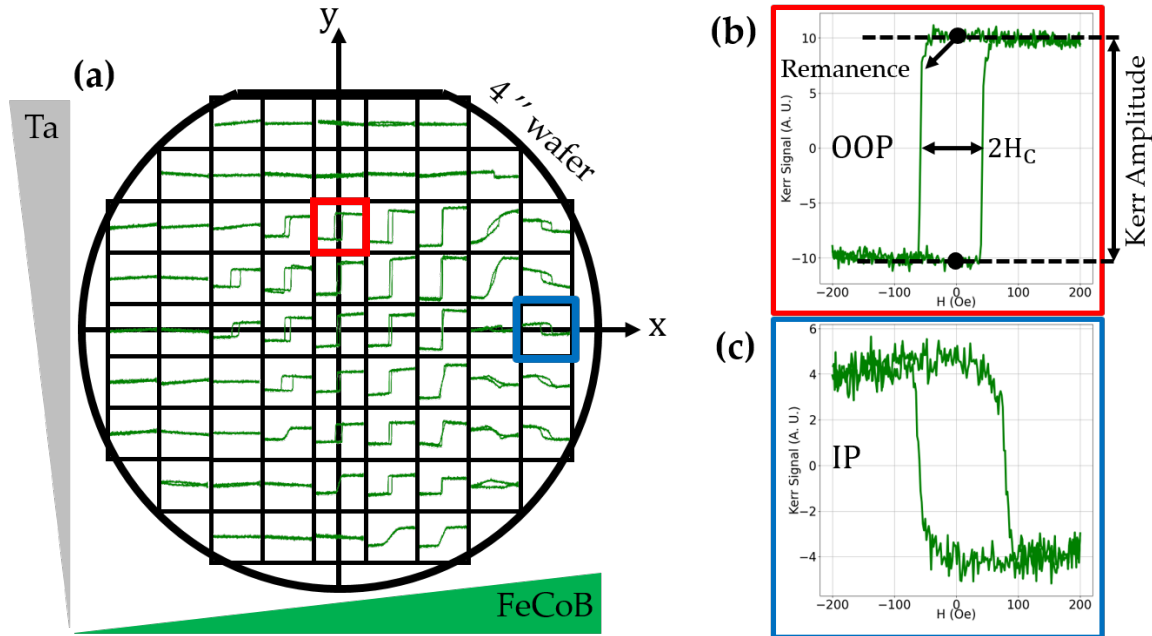 (a)
y
4 " wafer
Ta
x
FeCoB
(b)
10
5
0
−5
−10
Kerr Signal (A. U.)
Remanence
OOP
2H_C
Kerr Amplitude
−200
−100
0
100
200
H (Oe)
(c)
6
4
2
0
−2
−4
Kerr Signal (A. U.)
IP
−200
−100
0
100
200
H (Oe)